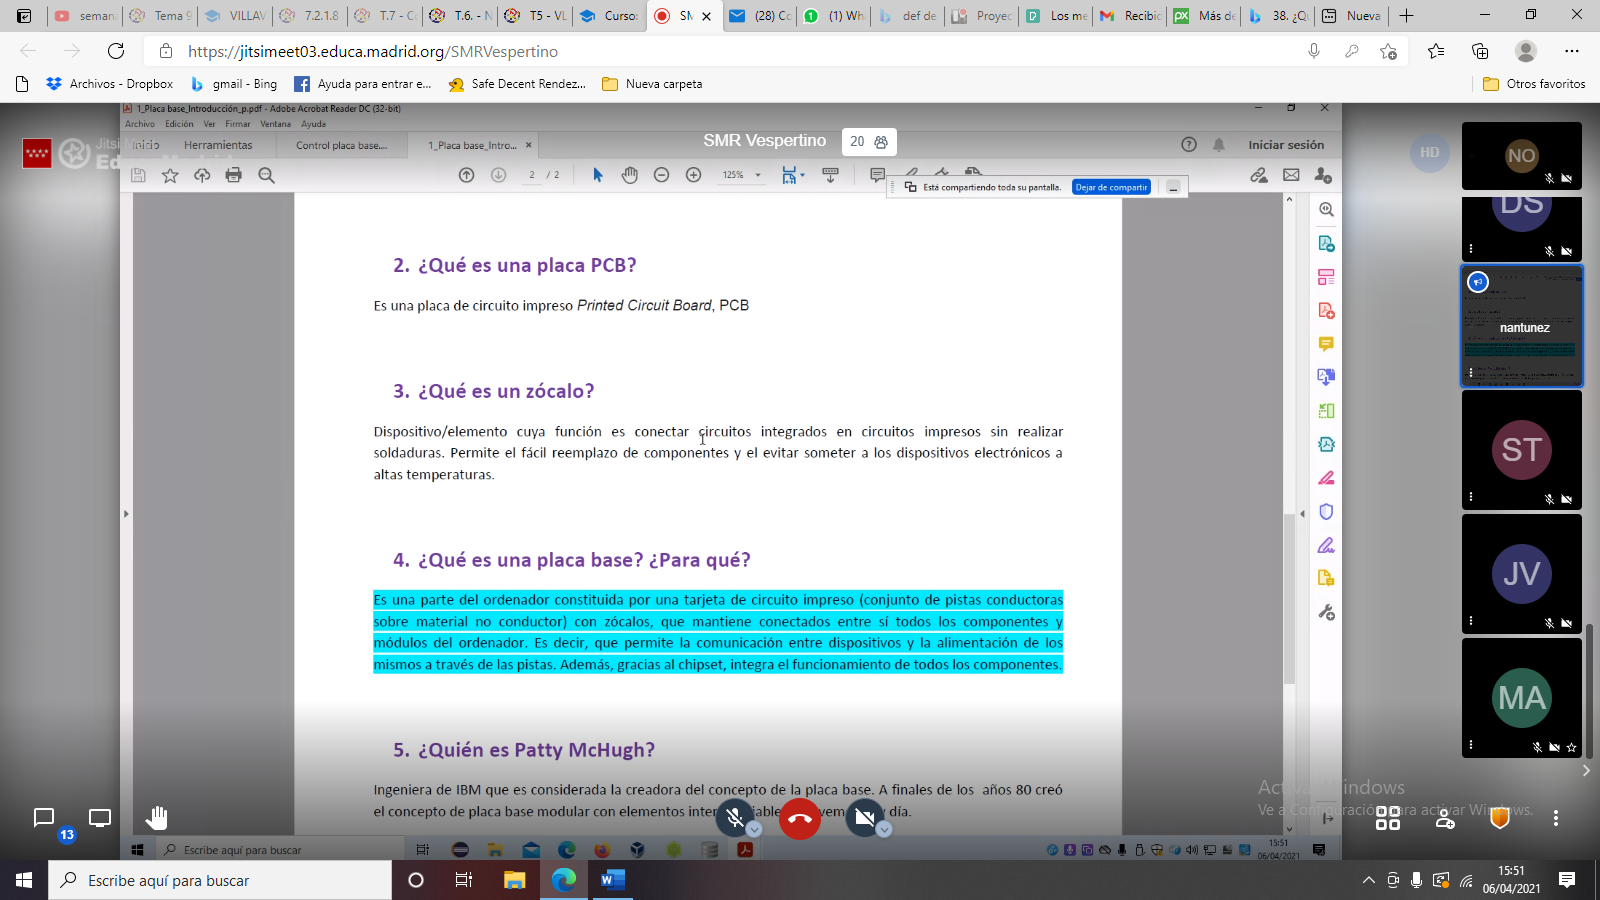 seman
Tema 9
VILLAV
7.2.1.8
T.7 - Co
T.6. - N
T5 - VL
Curso:
SM
(28) Co
(1) Wh
def de
Proyec
Los me
Recibid
Más de
38. ¿Qu
Nueva
https://jitsimeet03.educa.madrid.org/SMRVespertino
Archivos - Dropbox
gmail - Bing
Ayuda para entrar e...
Safe Decent Rendez...
Nueva carpeta
Otros favoritos
1_Placa base_Introducción_p.pdf - Adobe Acrobat Reader DC (32-bit)
Archivo Edición Ver Firmar Ventana Ayuda
Herramientas
Control placa base....
1_Placa base_Intro...
SMR Vespertino
20
Iniciar sesión
2 / 2
125%
Está compartiendo toda su pantalla.
Dejar de compartir
2. ¿Qué es una placa PCB?
Es una placa de circuito impreso Printed Circuit Board, PCB
3. ¿Qué es un zócalo?
Dispositivo/elemento cuya función es conectar circuitos integrados en circuitos impresos sin realizar
soldaduras. Permite el fácil reemplazo de componentes y el evitar someter a los dispositivos electrónicos a
altas temperaturas.
4. ¿Qué es una placa base? ¿Para qué?
Es una parte del ordenador constituida por una tarjeta de circuito impreso (conjunto de pistas conductoras
sobre material no conductor) con zócalos, que mantiene conectados entre sí todos los componentes y
módulos del ordenador. Es decir, que permite la comunicación entre dispositivos y la alimentación de los
mismos a través de las pistas. Además, gracias al chipset, integra el funcionamiento de todos los componentes.
5. ¿Quién es Patty McHugh?
Ingeniera de IBM que es considerada la creadora del concepto de la placa base. A finales de los años 80 creó
el concepto de placa base modular con elementos día.
HD
NO
DS
nantunez
ST
JV
MA
Activar Windows
Ve a Configuración para activar Windows.
13
Escribe aquí para buscar
15:51
06/04/2021
Escribe aquí para buscar
15:51
06/04/2021